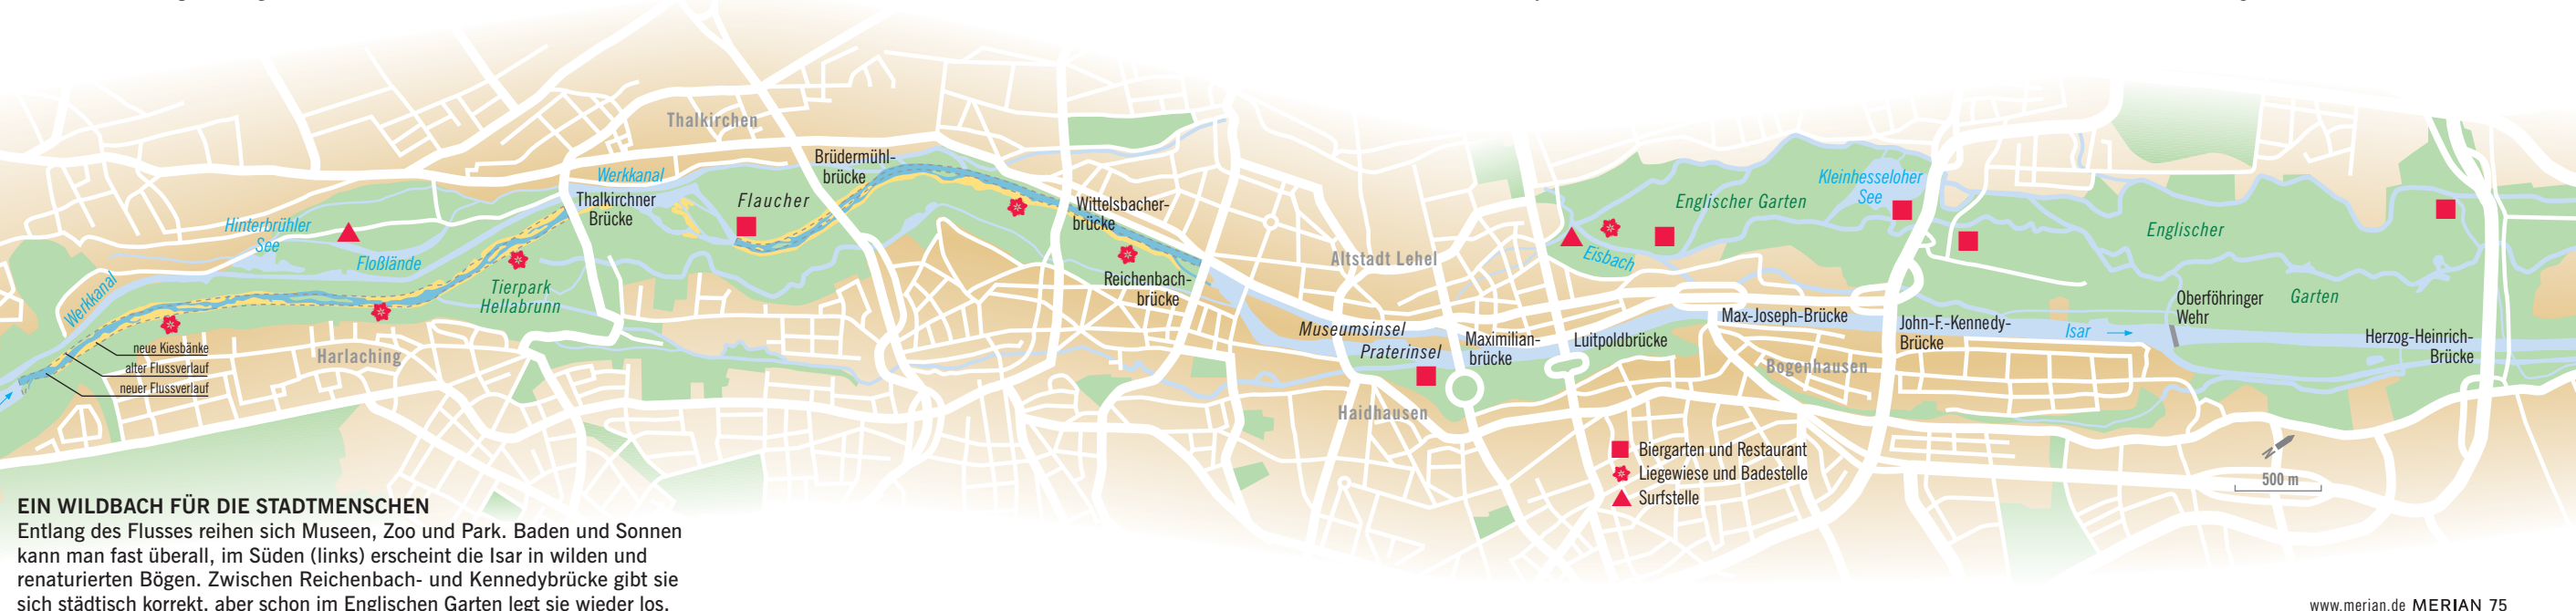 Thalkirchen
Werkkanal
Brüdermühl-
brücke
Thalkirchner
Brücke
Flaucher
Hinterbrühler
See
Floßlände
Tierpark
Hellabrunn
Werkkanal
neue Kiesbänke
alter Flussverlauf
neuer Flussverlauf
Harlaching
Wittelsbacher-
brücke
Reichenbach-
brücke
Altstadt Lehel
Museumsinsel
Praterinsel
Maximilian-
brücke
Haidhausen
Luitpoldbrücke
Eisbach
Englischer Garten
Kleinhesseloher
See
Max-Joseph-Brücke
Bogenhausen
John-F.-Kennedy-
Brücke
Isar
Englischer
Garten
Oberföhringer
Wehr
Herzog-Heinrich-
Brücke
Biergarten und Restaurant
Liegewiese und Badestelle
Surfstelle
N
500 m
EIN WILDBACH FÜR DIE STADTMENSCHEN
Entlang des Flusses reihen sich Museen, Zoo und Park. Baden und Sonnen
kann man fast überall, im Süden (links) erscheint die Isar in wilden und
renaturierten Bögen. Zwischen Reichenbach- und Kennedybrücke gibt sie
sich städtisch korrekt, aber schon im Englischen Garten legt sie wieder los.
www.merian.de MERIAN 75